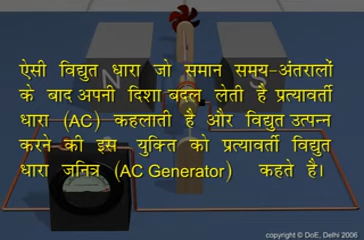 ऐसी विद्युत धारा जो समान समय-अंतरालों
के बाद अपनी दिशा बदल लेती है प्रत्यावर्ती
धारा (AC) कहलाती है और विद्युत उत्पन्न
करने की इस युक्ति को प्रत्यावर्ती विद्युत
धारा जनित्र (AC Generator) कहते है।
N S
copyright © DoE, Delhi 2006